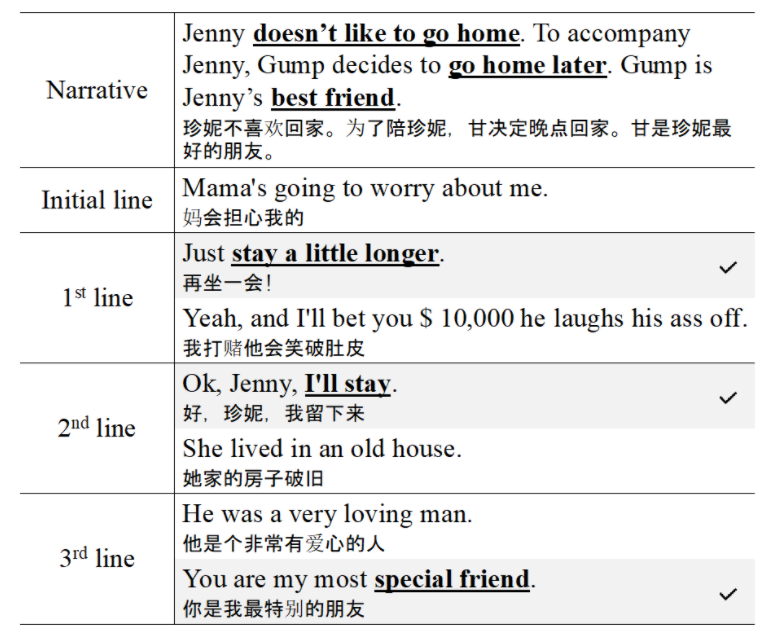 Narrative
Jenny doesn't like to go home. To accompany
Jenny, Gump decides to go home later. Gump is
Jenny's best friend.
珍妮不喜欢回家。为了陪珍妮，甘决定晚点回家。甘是珍妮最
好的朋友。
Initial line
Mama's going to worry about me.
妈会担心我的
1st line
Just stay a little longer. ✓
再坐一会！
Yeah, and I'll bet you $ 10,000 he laughs his ass off.
我打赌他会笑破肚皮
2nd line
Ok, Jenny, I'll stay. ✓
好，珍妮，我留下来
She lived in an old house.
她家的房子破旧
3rd line
He was a very loving man.
他是个非常有爱心的人
You are my most special friend. ✓
你是我最特别的朋友